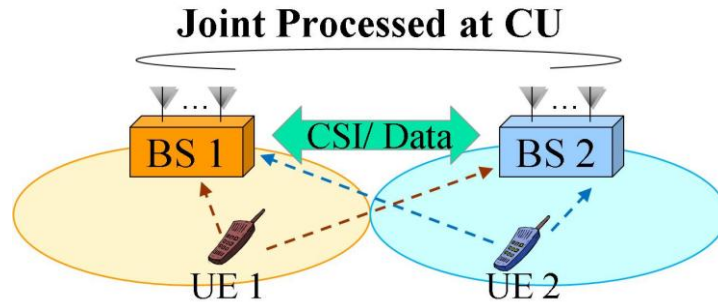 Joint Processed at CU
... ...
BS 1 CSI/ Data BS 2
UE 1 UE 2